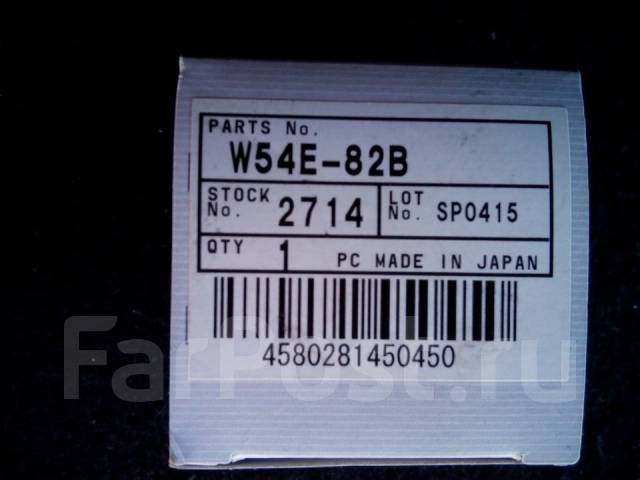 PARTS No.
W54E-82B
STOCK No. 2714 LOT No. SP0415
QTY 1 PC MADE IN JAPAN
4580281450450
FarPost.ru